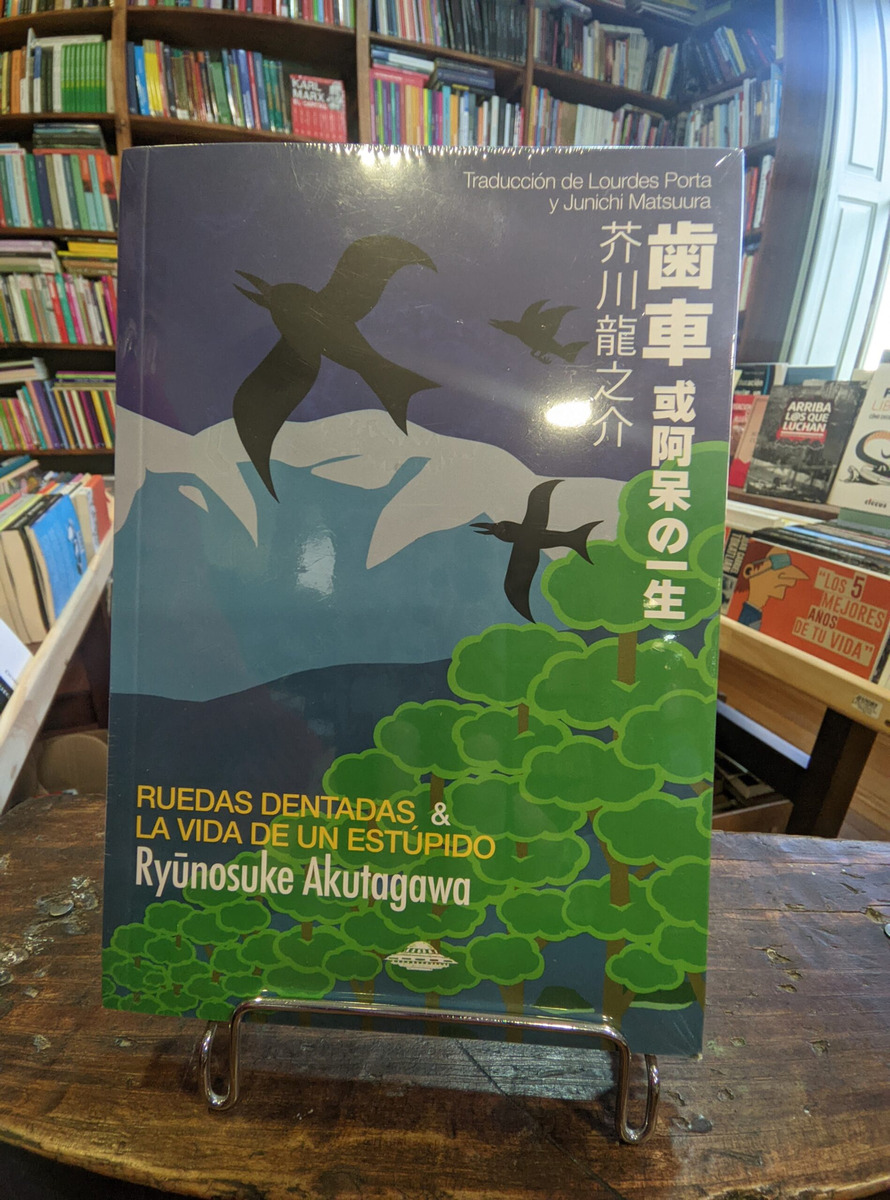 Traducción de Lourdes Porta
y Junichi Matsuura
歯車 或阿呆の一生
芥川龍之介
RUEDAS DENTADAS &
LA VIDA DE UN ESTÚPIDO
Ryūnosuke Akutagawa
KARL
MARX
ARRIBA
L@S QUE
LUCHAN
"LOS 5
MEJORES
AÑOS
DE TU VIDA"